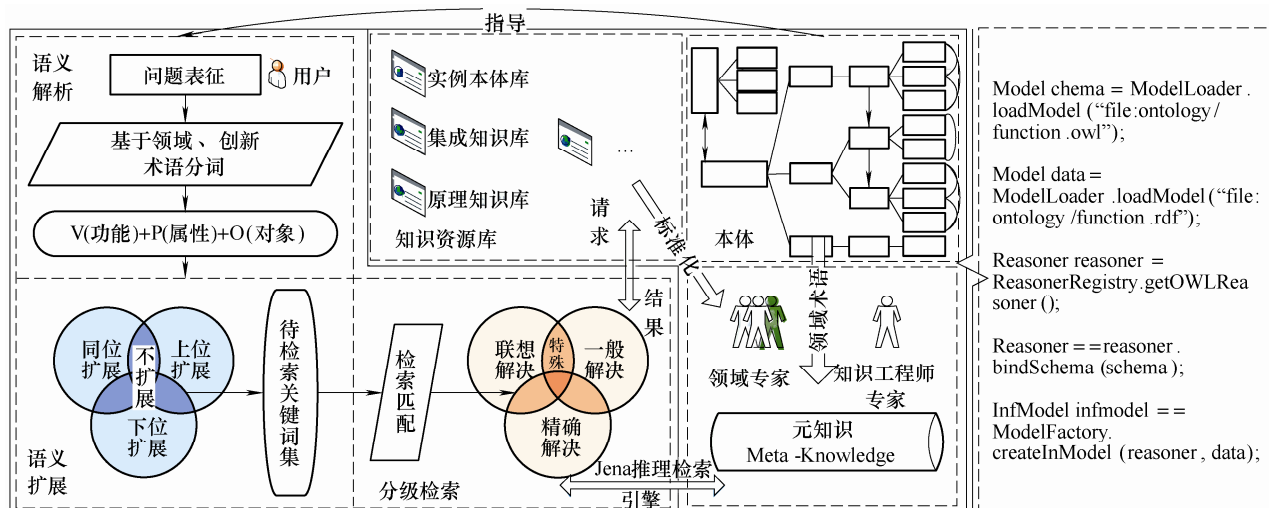 指导
语义
解析
问题表征
用户
基于领域、创新
术语分词
V(功能)+P(属性)+O(对象)
实例本体库
集成知识库
原理知识库
...
知识资源库
请求
结果
标准化
本体
领域术语
领域专家
知识工程师
专家
元知识
Meta -Knowledge
同位
扩展
不扩展
上位
扩展
下位
扩展
语义
扩展
待检索关键词集
检索匹配
分级检索
联想
解决
特殊
一般
解决
精确
解决
Jena推理检索
引擎
Model chema = ModelLoader .
loadModel (“file:ontology/
function .owl”);
Model data =
ModelLoader .loadModel(“file:
ontology /function .rdf”);
Reasoner reasoner =
ReasonerRegistry.getOWLRea
soner ();
Reasoner ==reasoner .
bindSchema (schema );
InfModel infmodel ==
ModelFactory.
createInModel (reasoner , data);